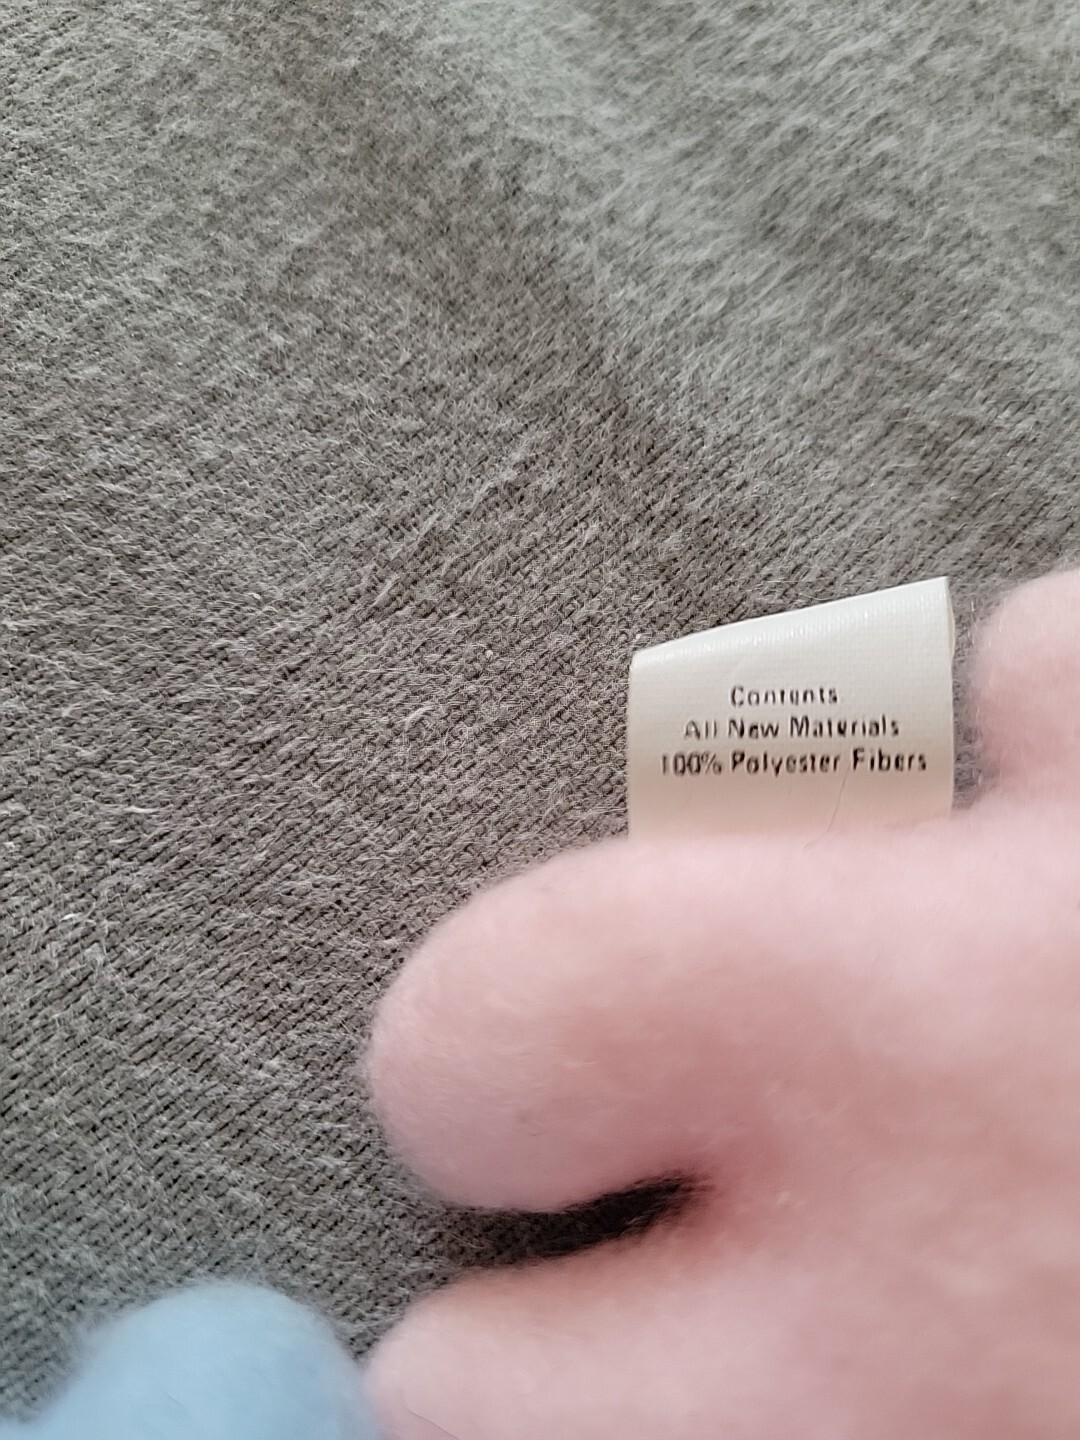 Contents
All New Materials
100% Polyester Fibers